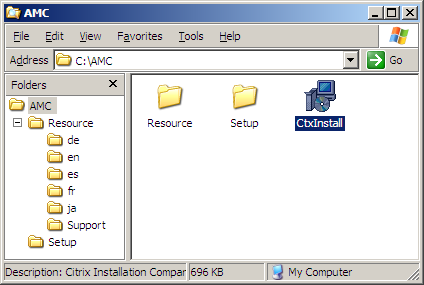 AMC
File Edit View Favorites Tools Help
Address C:\AMC Go
Folders
AMC
Resource
de
en
es
fr
ja
Support
Setup
Resource Setup CtxInstall
Description: Citrix Installation Compar 696 KB My Computer